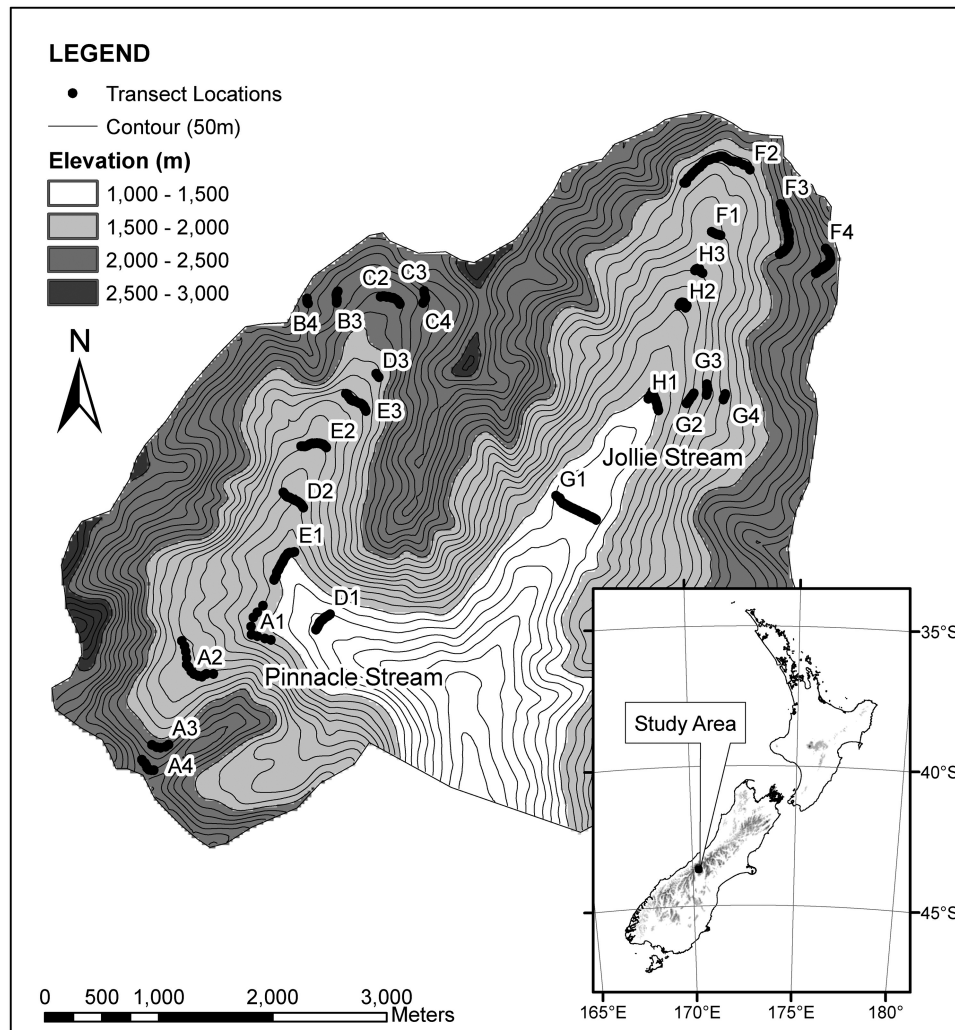 LEGEND
Transect Locations
Contour (50m)
Elevation (m)
1,000 - 1,500
1,500 - 2,000
2,000 - 2,500
2,500 - 3,000
N
F2
F3
F1
F4
H3
H2
C3
C2
B4
B3
C4
D3
E3
G3
H1
G2
G4
E2
Jollie Stream
G1
D2
E1
D1
A1
A2
Pinnacle Stream
A3
A4
Study Area
35°S
40°S
45°S
165°E
170°E
175°E
180°
0 500 1,000 2,000 3,000
Meters